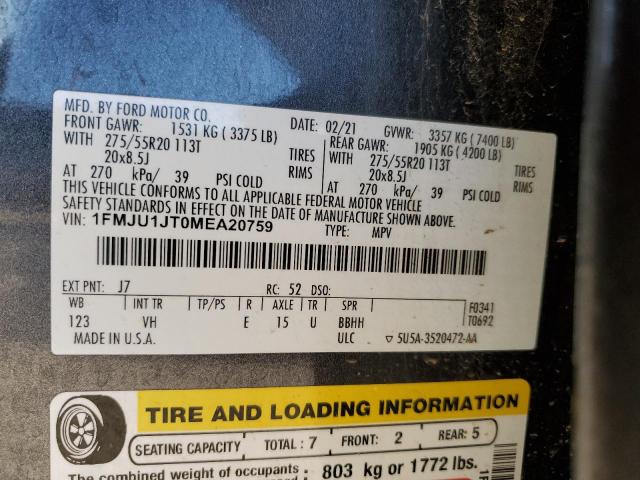 MFD. BY FORD MOTOR CO.
DATE: 02/21 GVWR: 3357 KG ( 7400 LB)
FRONT GAWR: 1531 KG ( 3375 LB) REAR GAWR: 1905 KG ( 4200 LB)
WITH 275/55R20 113T TIRES WITH 275/55R20 113T TIRES
20x8.5J RIMS 20x8.5J RIMS
AT 270 kPa/ 39 PSI COLD AT 270 kPa/ 39 PSI COLD
THIS VEHICLE CONFORMS TO ALL APPLICABLE FEDERAL MOTOR VEHICLE
SAFETY STANDARDS IN EFFECT ON THE DATE OF MANUFACTURE SHOWN ABOVE.
VIN: 1FMJU1JT0MEA20759 TYPE: MPV
EXT PNT: J7 RC: 52 DSO:
WB INT TR TP/PS R AXLE TR SPR F0341
123 VH E 15 U BBHH T0692
MADE IN U.S.A. ULC ▽ 5U5A-3520472-AA
TIRE AND LOADING INFORMATION
SEATING CAPACITY TOTAL : 7 FRONT: 2 REAR: 5
The combined weight of occupants 803 kg or 1772 lbs.